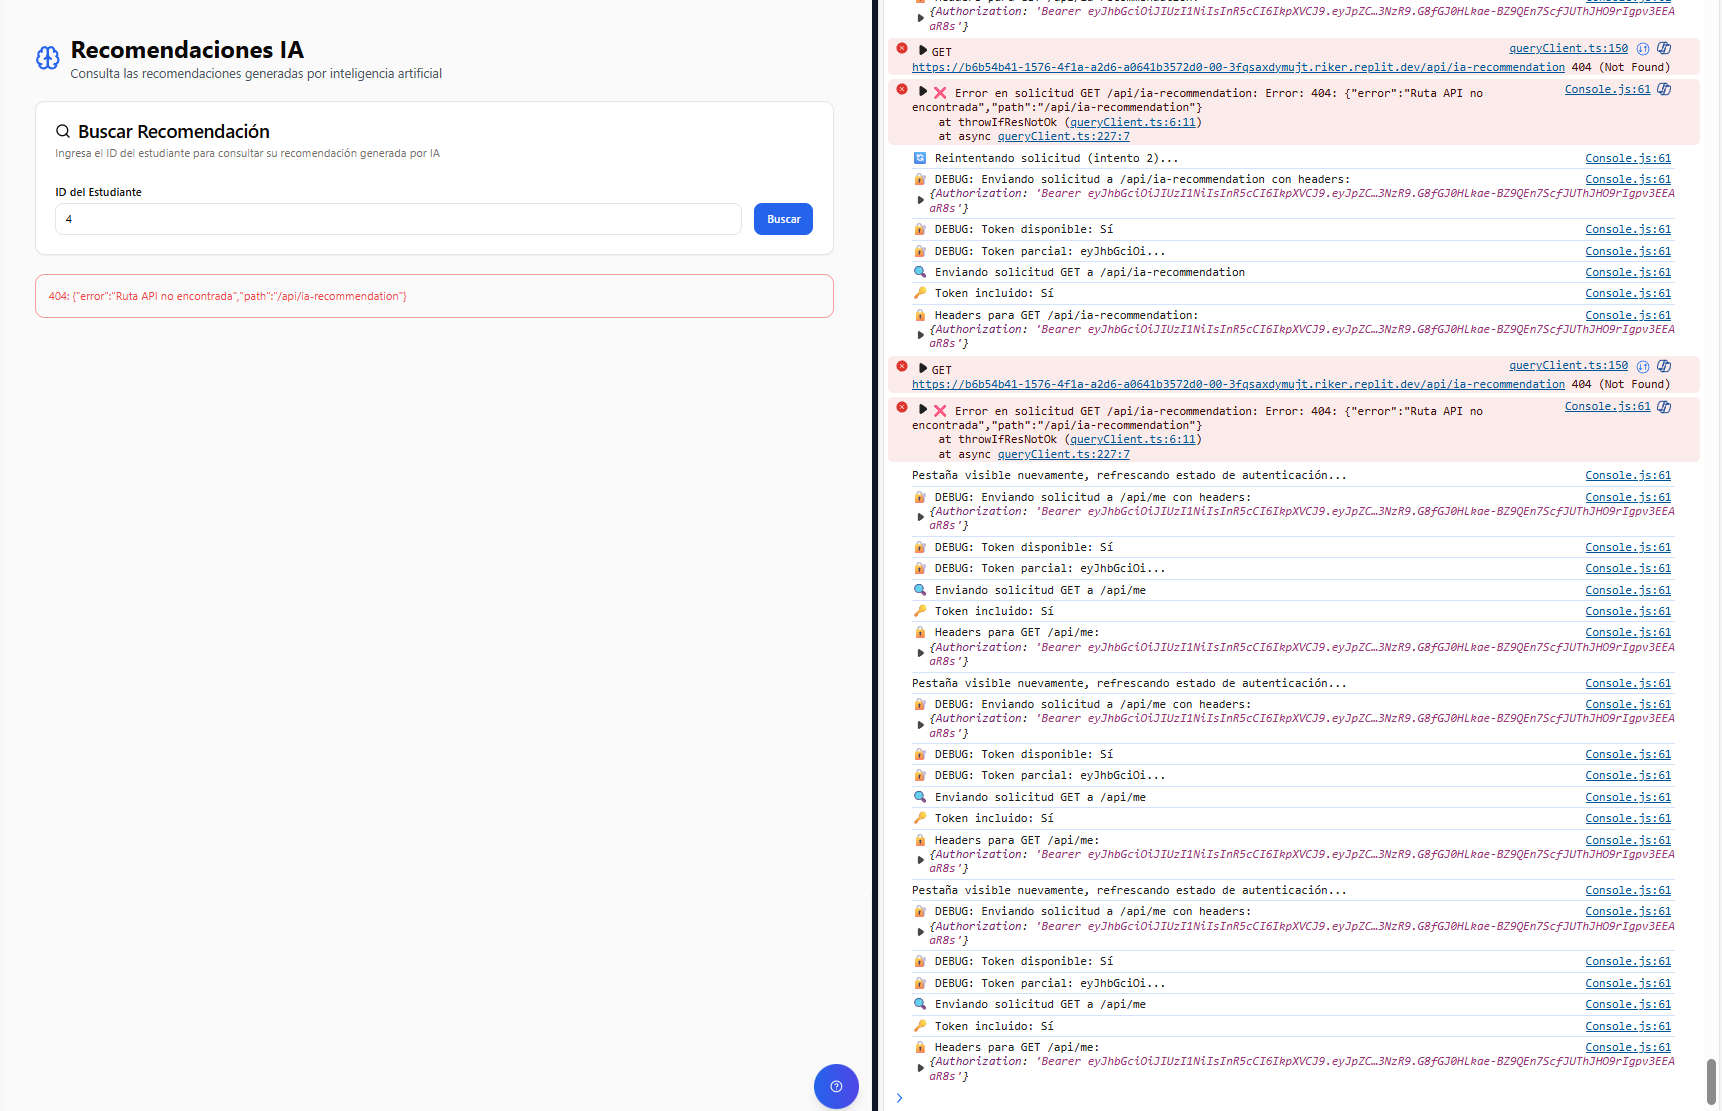 Recomendaciones IA
Consulta las recomendaciones generadas por inteligencia artificial
Buscar Recomendación
Ingresa el ID del estudiante para consultar su recomendación generada por IA
ID del Estudiante
4
Buscar
404: {"error":"Ruta API no encontrada","path":"/api/ia-recommendation"}
{Authorization: 'Bearer eyJhbGciOiJIUzI1NiIsInR5cCI6IkpXVCJ9.eyJpZC…3NzR9.G8fGJ0HLkae-BZ9QEn7ScfJUThJHO9rIgpv3EEA
aR8s'}
GET queryClient.ts:150
https://b6b54b41-1576-4f1a-a2d6-a0641b3572d0-00-3fqsaxdymujt.riker.replit.dev/api/ia-recommendation 404 (Not Found)
❌ Error en solicitud GET /api/ia-recommendation: Error: 404: {"error":"Ruta API no Console.js:61
encontrada","path":"/api/ia-recommendation"}
at throwIfResNotOk (queryClient.ts:6:11)
at async queryClient.ts:227:7
Reintentando solicitud (intento 2)... Console.js:61
DEBUG: Enviando solicitud a /api/ia-recommendation con headers: Console.js:61
{Authorization: 'Bearer eyJhbGciOiJIUzI1NiIsInR5cCI6IkpXVCJ9.eyJpZC…3NzR9.G8fGJ0HLkae-BZ9QEn7ScfJUThJHO9rIgpv3EEA
aR8s'}
DEBUG: Token disponible: Sí Console.js:61
DEBUG: Token parcial: eyJhbGciOi... Console.js:61
Enviando solicitud GET a /api/ia-recommendation Console.js:61
Token incluido: Sí Console.js:61
Headers para GET /api/ia-recommendation: Console.js:61
{Authorization: 'Bearer eyJhbGciOiJIUzI1NiIsInR5cCI6IkpXVCJ9.eyJpZC…3NzR9.G8fGJ0HLkae-BZ9QEn7ScfJUThJHO9rIgpv3EEA
aR8s'}
GET queryClient.ts:150
https://b6b54b41-1576-4f1a-a2d6-a0641b3572d0-00-3fqsaxdymujt.riker.replit.dev/api/ia-recommendation 404 (Not Found)
❌ Error en solicitud GET /api/ia-recommendation: Error: 404: {"error":"Ruta API no Console.js:61
encontrada","path":"/api/ia-recommendation"}
at throwIfResNotOk (queryClient.ts:6:11)
at async queryClient.ts:227:7
Pestaña visible nuevamente, refrescando estado de autenticación... Console.js:61
DEBUG: Enviando solicitud a /api/me con headers: Console.js:61
{Authorization: 'Bearer eyJhbGciOiJIUzI1NiIsInR5cCI6IkpXVCJ9.eyJpZC…3NzR9.G8fGJ0HLkae-BZ9QEn7ScfJUThJHO9rIgpv3EEA
aR8s'}
DEBUG: Token disponible: Sí Console.js:61
DEBUG: Token parcial: eyJhbGciOi... Console.js:61
Enviando solicitud GET a /api/me Console.js:61
Token incluido: Sí Console.js:61
Headers para GET /api/me: Console.js:61
{Authorization: 'Bearer eyJhbGciOiJIUzI1NiIsInR5cCI6IkpXVCJ9.eyJpZC…3NzR9.G8fGJ0HLkae-BZ9QEn7ScfJUThJHO9rIgpv3EEA
aR8s'}
Pestaña visible nuevamente, refrescando estado de autenticación... Console.js:61
DEBUG: Enviando solicitud a /api/me con headers: Console.js:61
{Authorization: 'Bearer eyJhbGciOiJIUzI1NiIsInR5cCI6IkpXVCJ9.eyJpZC…3NzR9.G8fGJ0HLkae-BZ9QEn7ScfJUThJHO9rIgpv3EEA
aR8s'}
DEBUG: Token disponible: Sí Console.js:61
DEBUG: Token parcial: eyJhbGciOi... Console.js:61
Enviando solicitud GET a /api/me Console.js:61
Token incluido: Sí Console.js:61
Headers para GET /api/me: Console.js:61
{Authorization: 'Bearer eyJhbGciOiJIUzI1NiIsInR5cCI6IkpXVCJ9.eyJpZC…3NzR9.G8fGJ0HLkae-BZ9QEn7ScfJUThJHO9rIgpv3EEA
aR8s'}
Pestaña visible nuevamente, refrescando estado de autenticación... Console.js:61
DEBUG: Enviando solicitud a /api/me con headers: Console.js:61
{Authorization: 'Bearer eyJhbGciOiJIUzI1NiIsInR5cCI6IkpXVCJ9.eyJpZC…3NzR9.G8fGJ0HLkae-BZ9QEn7ScfJUThJHO9rIgpv3EEA
aR8s'}
DEBUG: Token disponible: Sí Console.js:61
DEBUG: Token parcial: eyJhbGciOi... Console.js:61
Enviando solicitud GET a /api/me Console.js:61
Token incluido: Sí Console.js:61
Headers para GET /api/me: Console.js:61
{Authorization: 'Bearer eyJhbGciOiJIUzI1NiIsInR5cCI6IkpXVCJ9.eyJpZC…3NzR9.G8fGJ0HLkae-BZ9QEn7ScfJUThJHO9rIgpv3EEA
aR8s'}